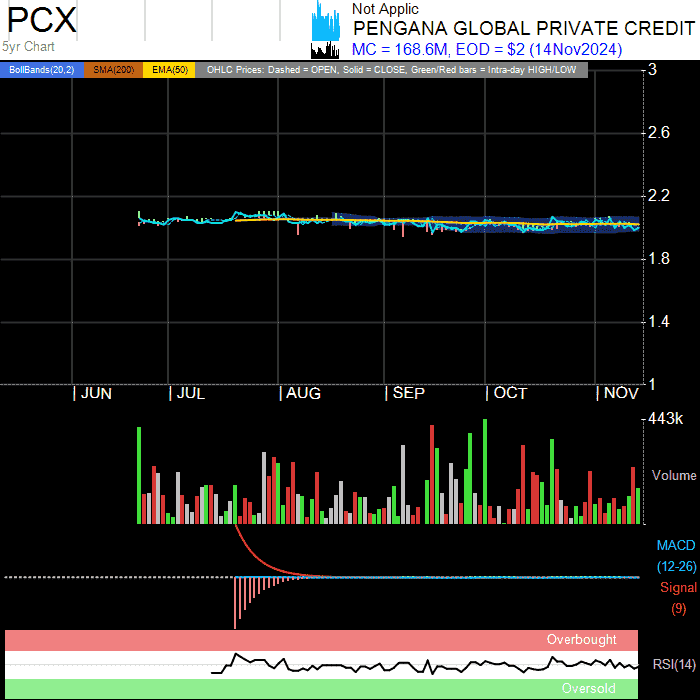 PCX
5yr Chart
Not Applic
PENGANA GLOBAL PRIVATE CREDIT
MC = 168.6M, EOD = $2 (14Nov2024)
BollBands(20,2) SMA(200) EMA(50) OHLC Prices: Dashed = OPEN, Solid = CLOSE, Green/Red bars = Intra-day HIGH/LOW
3
2.6
2.2
1.8
1.4
1
JUN JUL AUG SEP OCT NOV
443k
Volume
MACD
(12-26)
Signal
(9)
Overbought
RSI(14)
Oversold